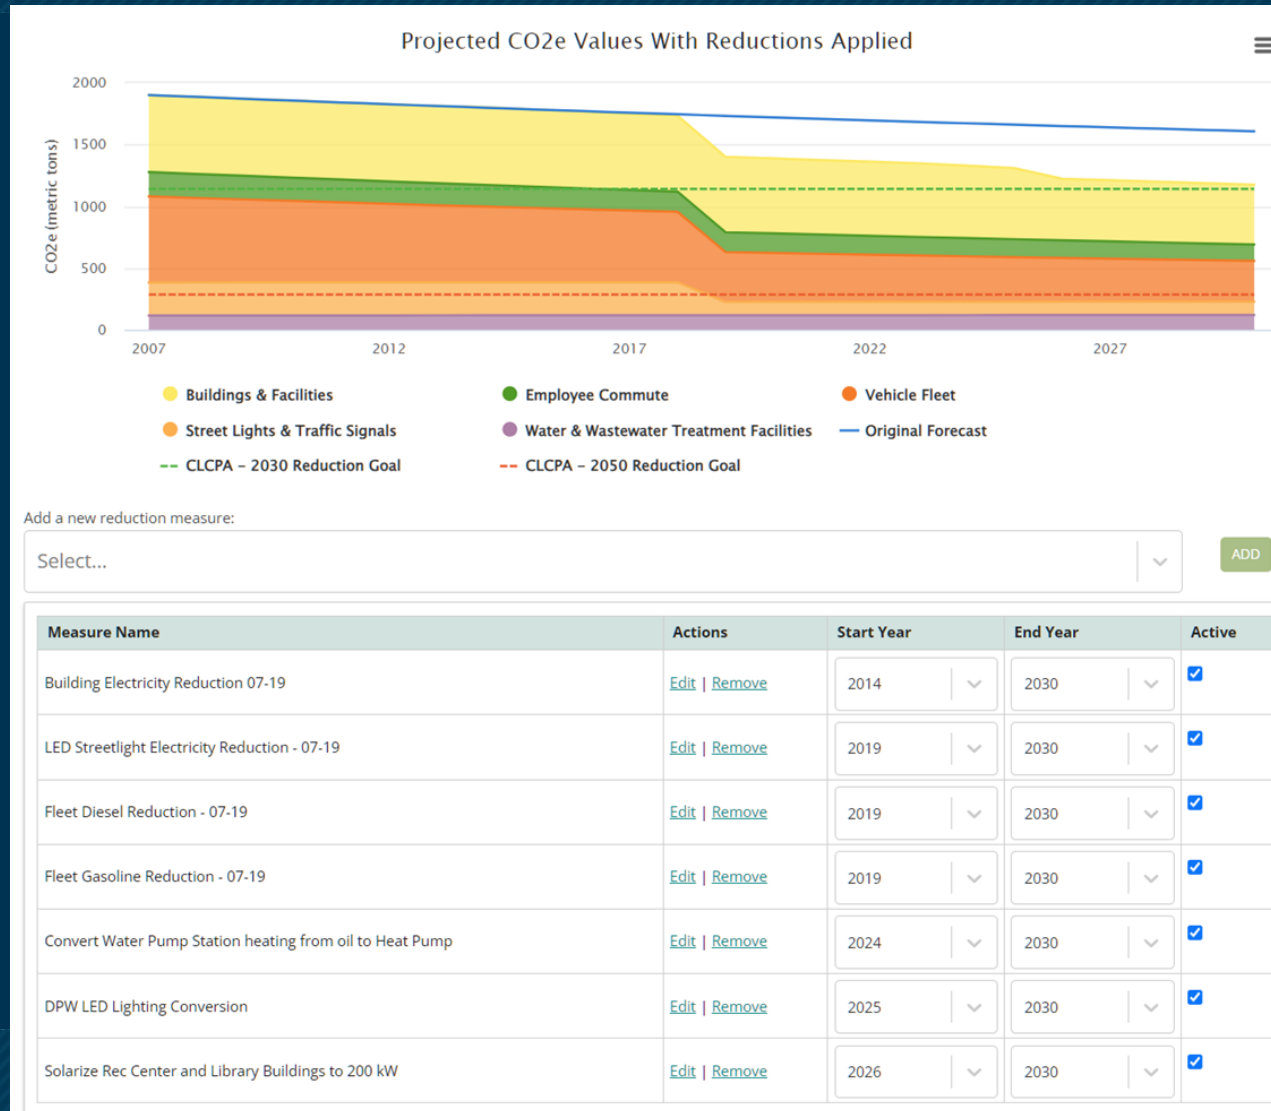 Projected CO2e Values With Reductions Applied
CO2e (metric tons)
2000
1500
1000
500
0
2007 2012 2017 2022 2027
Buildings & Facilities Employee Commute Vehicle Fleet
Street Lights & Traffic Signals Water & Wastewater Treatment Facilities Original Forecast
CLCPA – 2030 Reduction Goal CLCPA – 2050 Reduction Goal
Add a new reduction measure:
Select... ADD
Measure Name Actions Start Year End Year Active
Building Electricity Reduction 07-19 Edit | Remove 2014 2030
LED Streetlight Electricity Reduction - 07-19 Edit | Remove 2019 2030
Fleet Diesel Reduction - 07-19 Edit | Remove 2019 2030
Fleet Gasoline Reduction - 07-19 Edit | Remove 2019 2030
Convert Water Pump Station heating from oil to Heat Pump Edit | Remove 2024 2030
DPW LED Lighting Conversion Edit | Remove 2025 2030
Solarize Rec Center and Library Buildings to 200 kW Edit | Remove 2026 2030